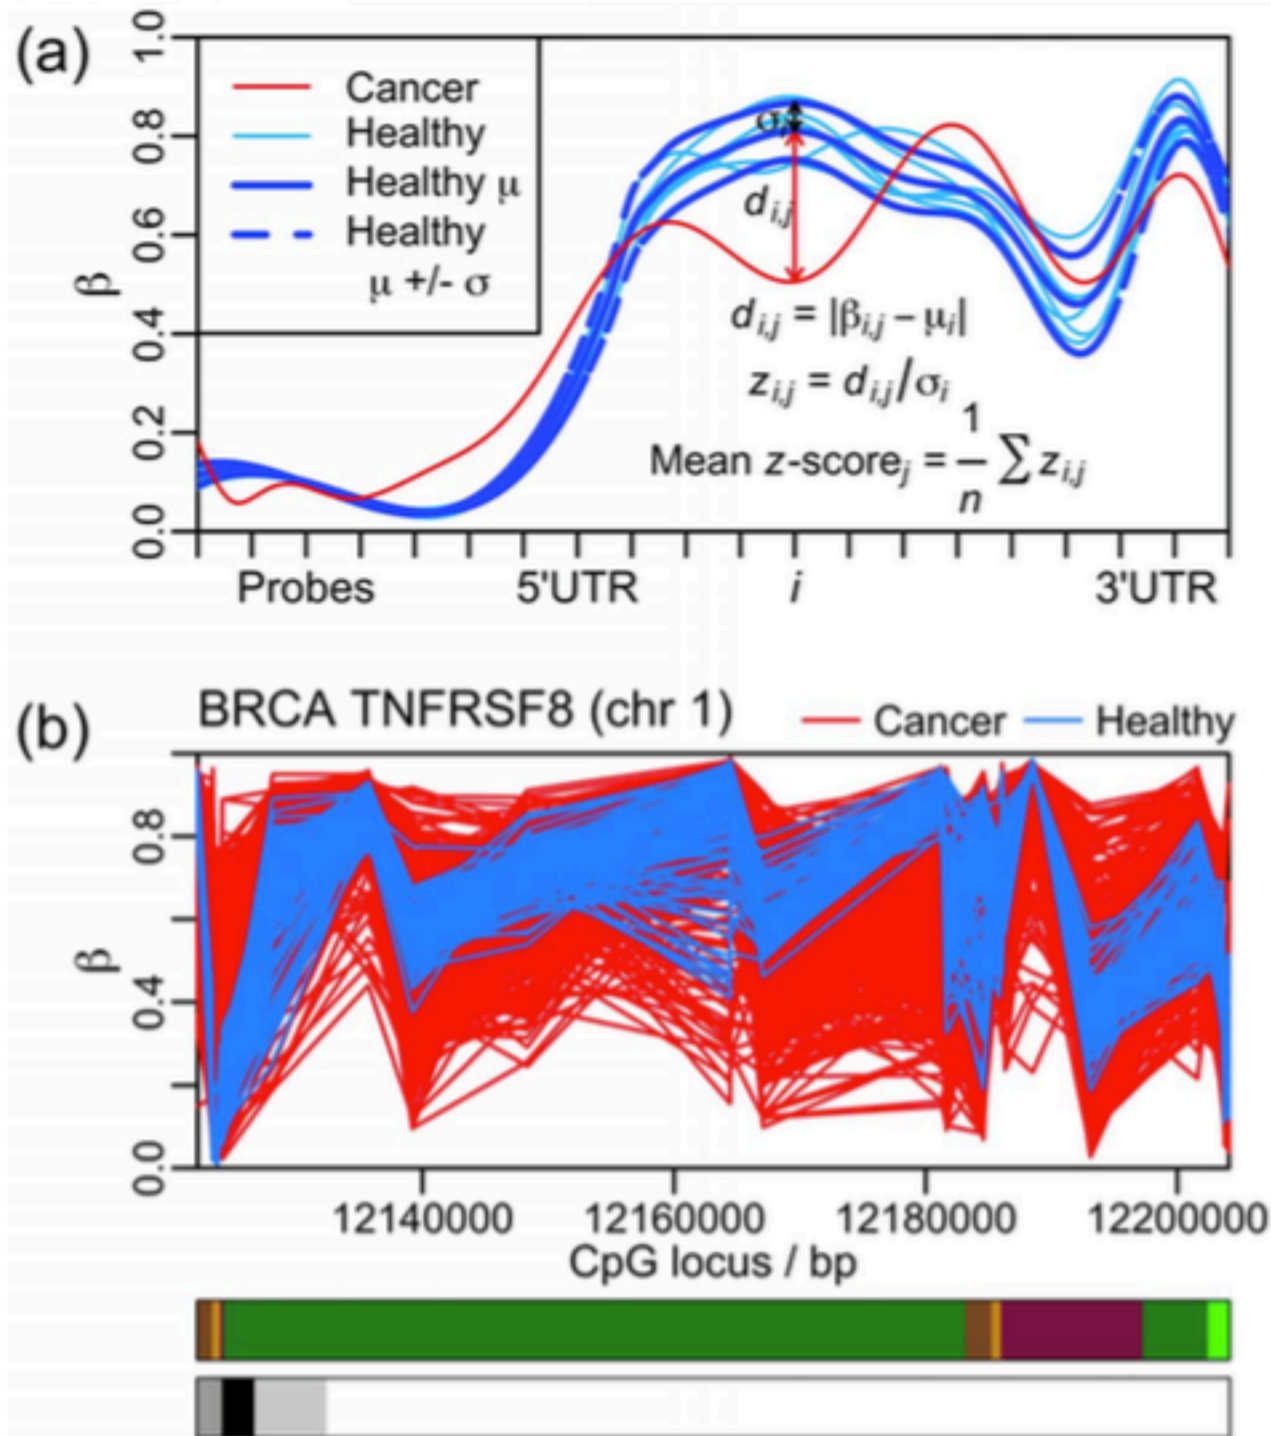 (a)
1.0
0.8
0.6
0.4
0.2
0.0
β
Cancer
Healthy
Healthy μ
Healthy
μ +/- σ
σi
di,j
di,j = |βi,j – μi|
zi,j = di,j/σi
Mean z-scorej = 1/n ∑ zi,j
Probes 5'UTR i 3'UTR
(b) BRCA TNFRSF8 (chr 1) Cancer Healthy
0.8
0.4
0.0
β
12140000 12160000 12180000 12200000
CpG locus / bp